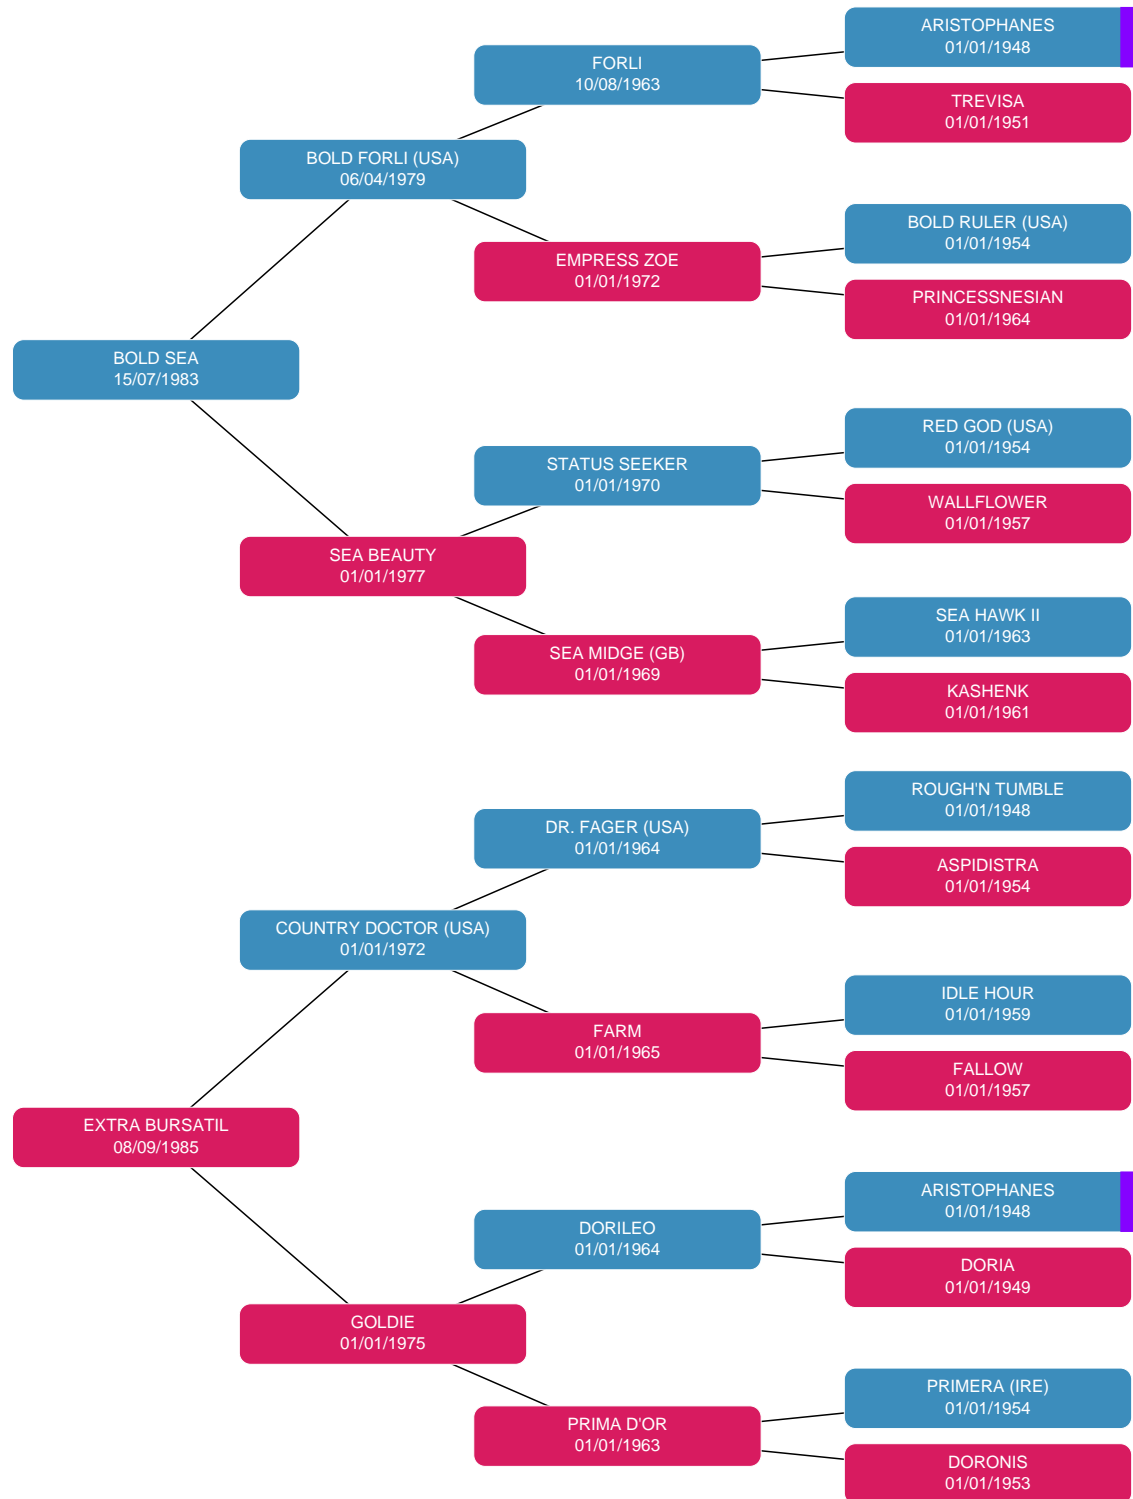 ARISTOPHANES
01/01/1948
FORLI
10/08/1963
TREVISA
01/01/1951
BOLD FORLI (USA)
06/04/1979
BOLD RULER (USA)
01/01/1954
EMPRESS ZOE
01/01/1972
PRINCESSNESIAN
01/01/1964
BOLD SEA
15/07/1983
RED GOD (USA)
01/01/1954
STATUS SEEKER
01/01/1970
WALLFLOWER
01/01/1957
SEA BEAUTY
01/01/1977
SEA HAWK II
01/01/1963
SEA MIDGE (GB)
01/01/1969
KASHENK
01/01/1961
ROUGH'N TUMBLE
01/01/1948
DR. FAGER (USA)
01/01/1964
ASPIDISTRA
01/01/1954
COUNTRY DOCTOR (USA)
01/01/1972
IDLE HOUR
01/01/1959
FARM
01/01/1965
FALLOW
01/01/1957
EXTRA BURSATIL
08/09/1985
ARISTOPHANES
01/01/1948
DORILEO
01/01/1964
DORIA
01/01/1949
GOLDIE
01/01/1975
PRIMERA (IRE)
01/01/1954
PRIMA D'OR
01/01/1963
DORONIS
01/01/1953